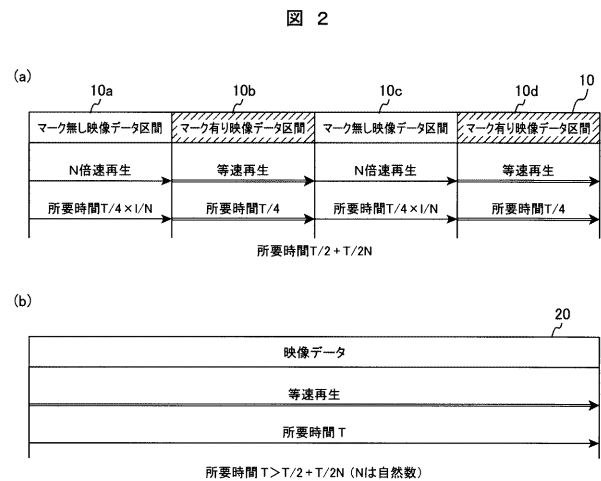 図 2
(a)
10a 10b 10c 10d 10
マーク無し映像データ区間 マーク有り映像データ区間 マーク無し映像データ区間 マーク有り映像データ区間
N倍速再生 等速再生 N倍速再生 等速再生
所要時間T/4×I/N 所要時間T/4 所要時間T/4×I/N 所要時間T/4
所要時間T/2+T/2N
(b)
20
映像データ
等速再生
所要時間 T
所要時間 T>T/2+T/2N (Nは自然数)